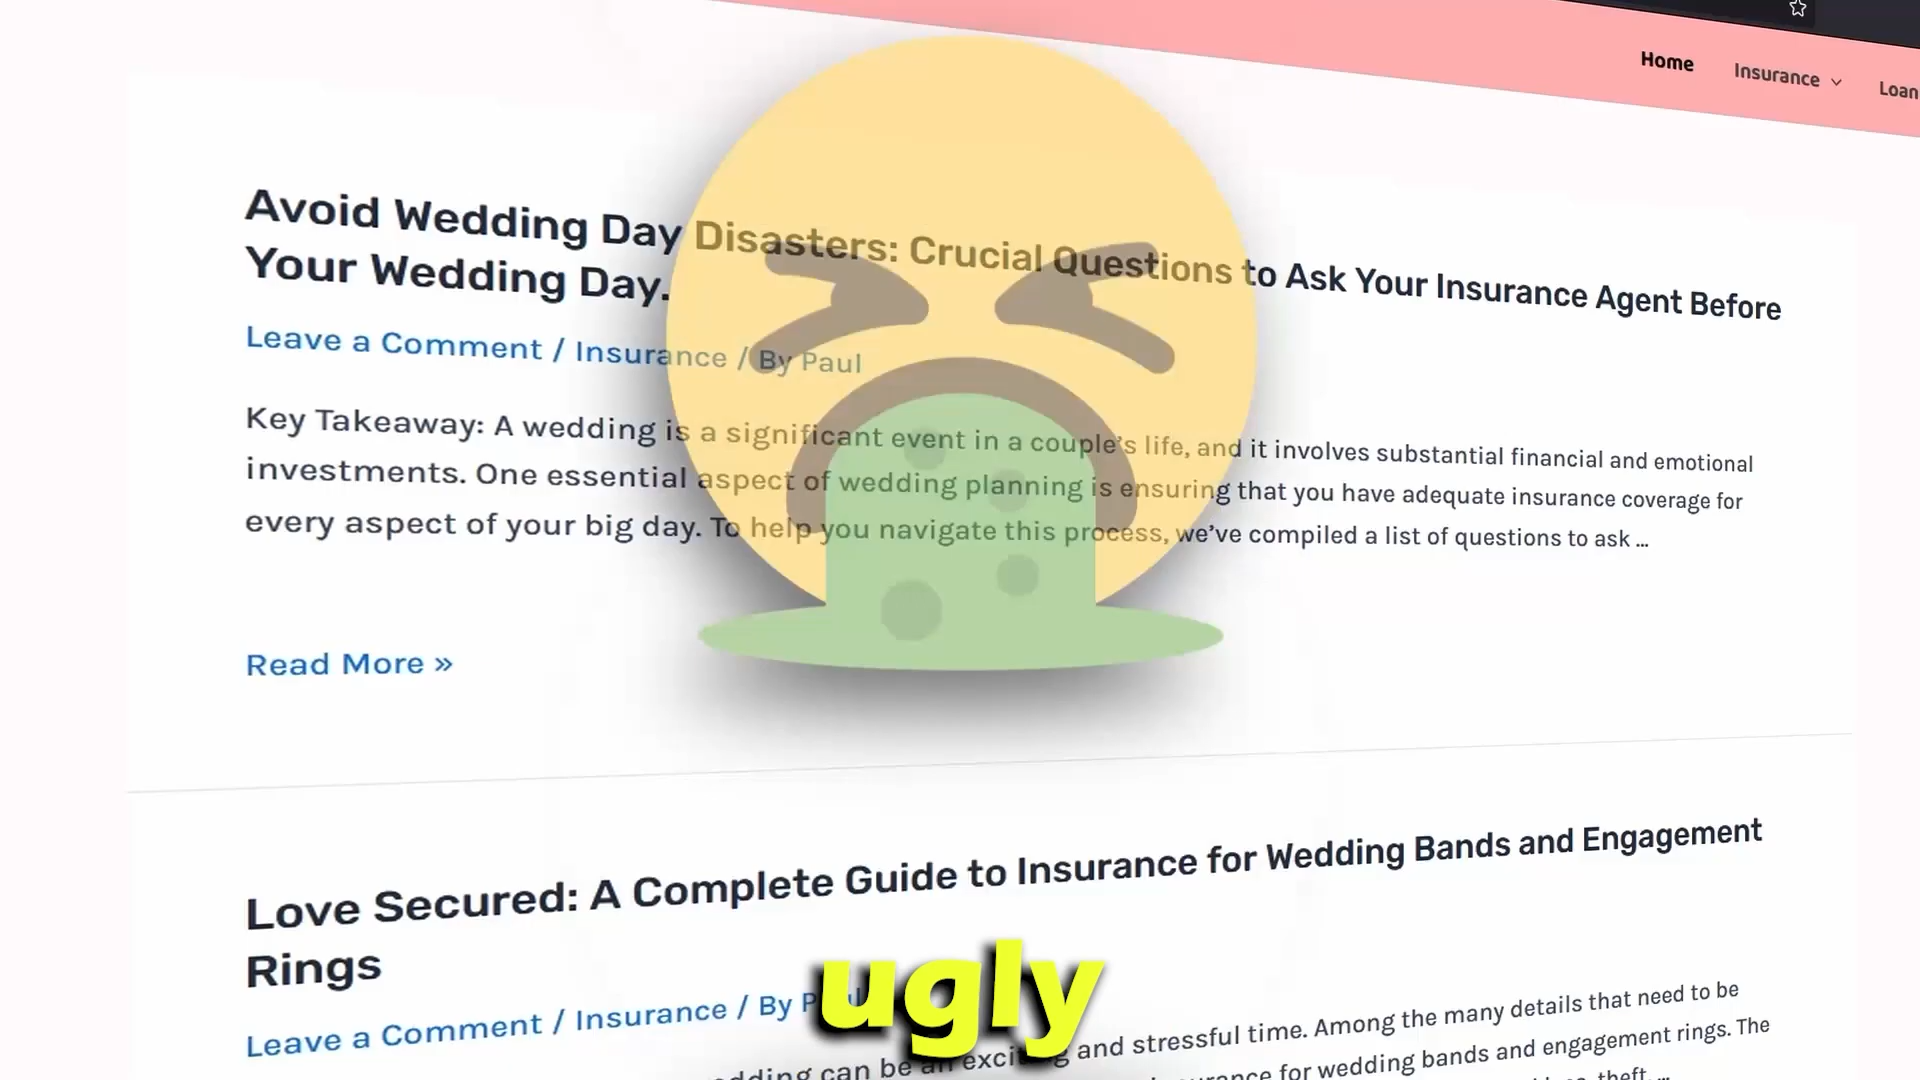 Home Insurance Loan
Avoid Wedding Day Disasters: Crucial Questions to Ask Your Insurance Agent Before
Your Wedding Day.
Leave a Comment / Insurance / By Paul
Key Takeaway: A wedding is a significant event in a couple's life, and it involves substantial financial and emotional
investments. One essential aspect of wedding planning is ensuring that you have adequate insurance coverage for
every aspect of your big day. To help you navigate this process, we've compiled a list of questions to ask ...
Read More »
Love Secured: A Complete Guide to Insurance for Wedding Bands and Engagement
Rings
Leave a Comment / Insurance / By
ugly
can be an and stressful time. Among the many details that need to be
for wedding bands and engagement rings. The
theft, ...